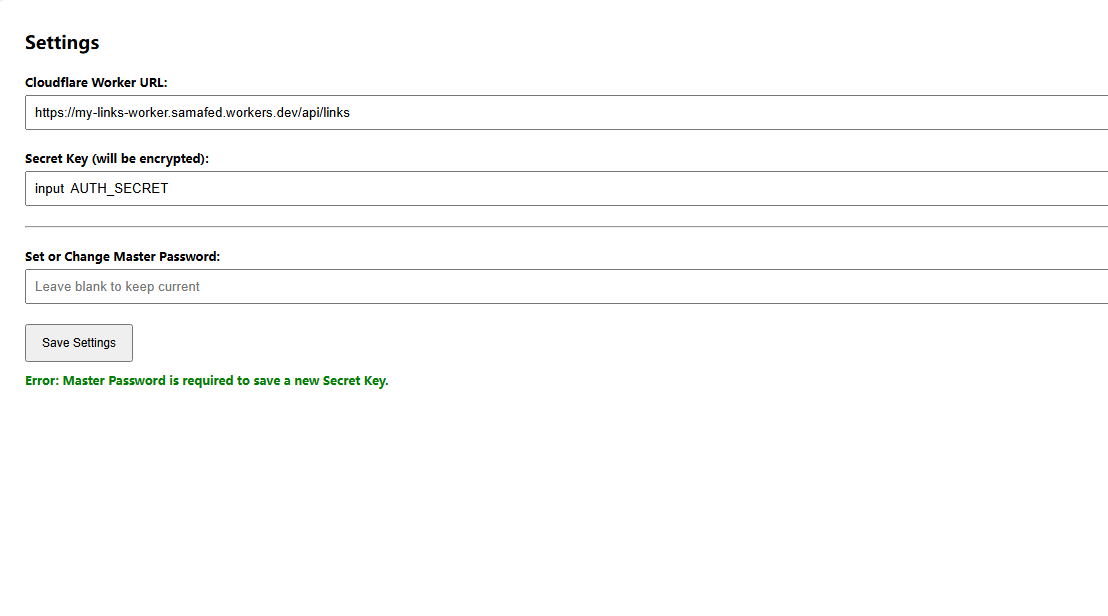 Settings
Cloudflare Worker URL:
https://my-links-worker.samafed.workers.dev/api/links
Secret Key (will be encrypted):
input  AUTH_SECRET
Set or Change Master Password:
Leave blank to keep current
Save Settings
Error: Master Password is required to save a new Secret Key.